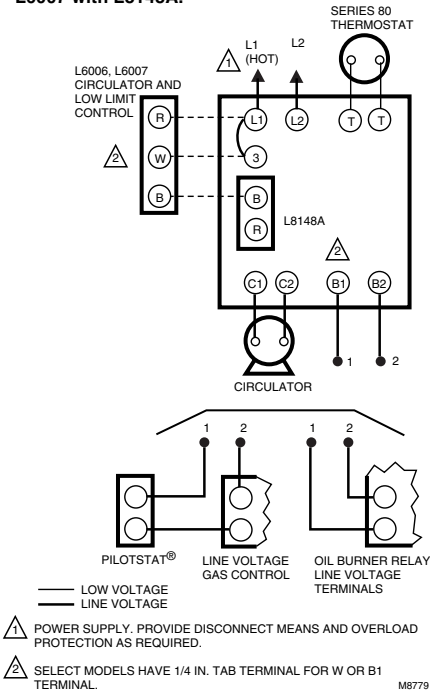 SERIES 80
THERMOSTAT
1
L1
(HOT)
L2
L6006, L6007
CIRCULATOR AND
LOW LIMIT
CONTROL
R
L1
L2
T
T
2
W
3
B
B
R
L8148A
2
C1
C2
B1
B2
1
2
CIRCULATOR
1
2
1
2
PILOTSTAT®
LINE VOLTAGE
GAS CONTROL
OIL BURNER RELAY
LINE VOLTAGE
TERMINALS
LOW VOLTAGE
LINE VOLTAGE
1 POWER SUPPLY. PROVIDE DISCONNECT MEANS AND OVERLOAD
PROTECTION AS REQUIRED.
2 SELECT MODELS HAVE 1/4 IN. TAB TERMINAL FOR W OR B1
TERMINAL.
M8779